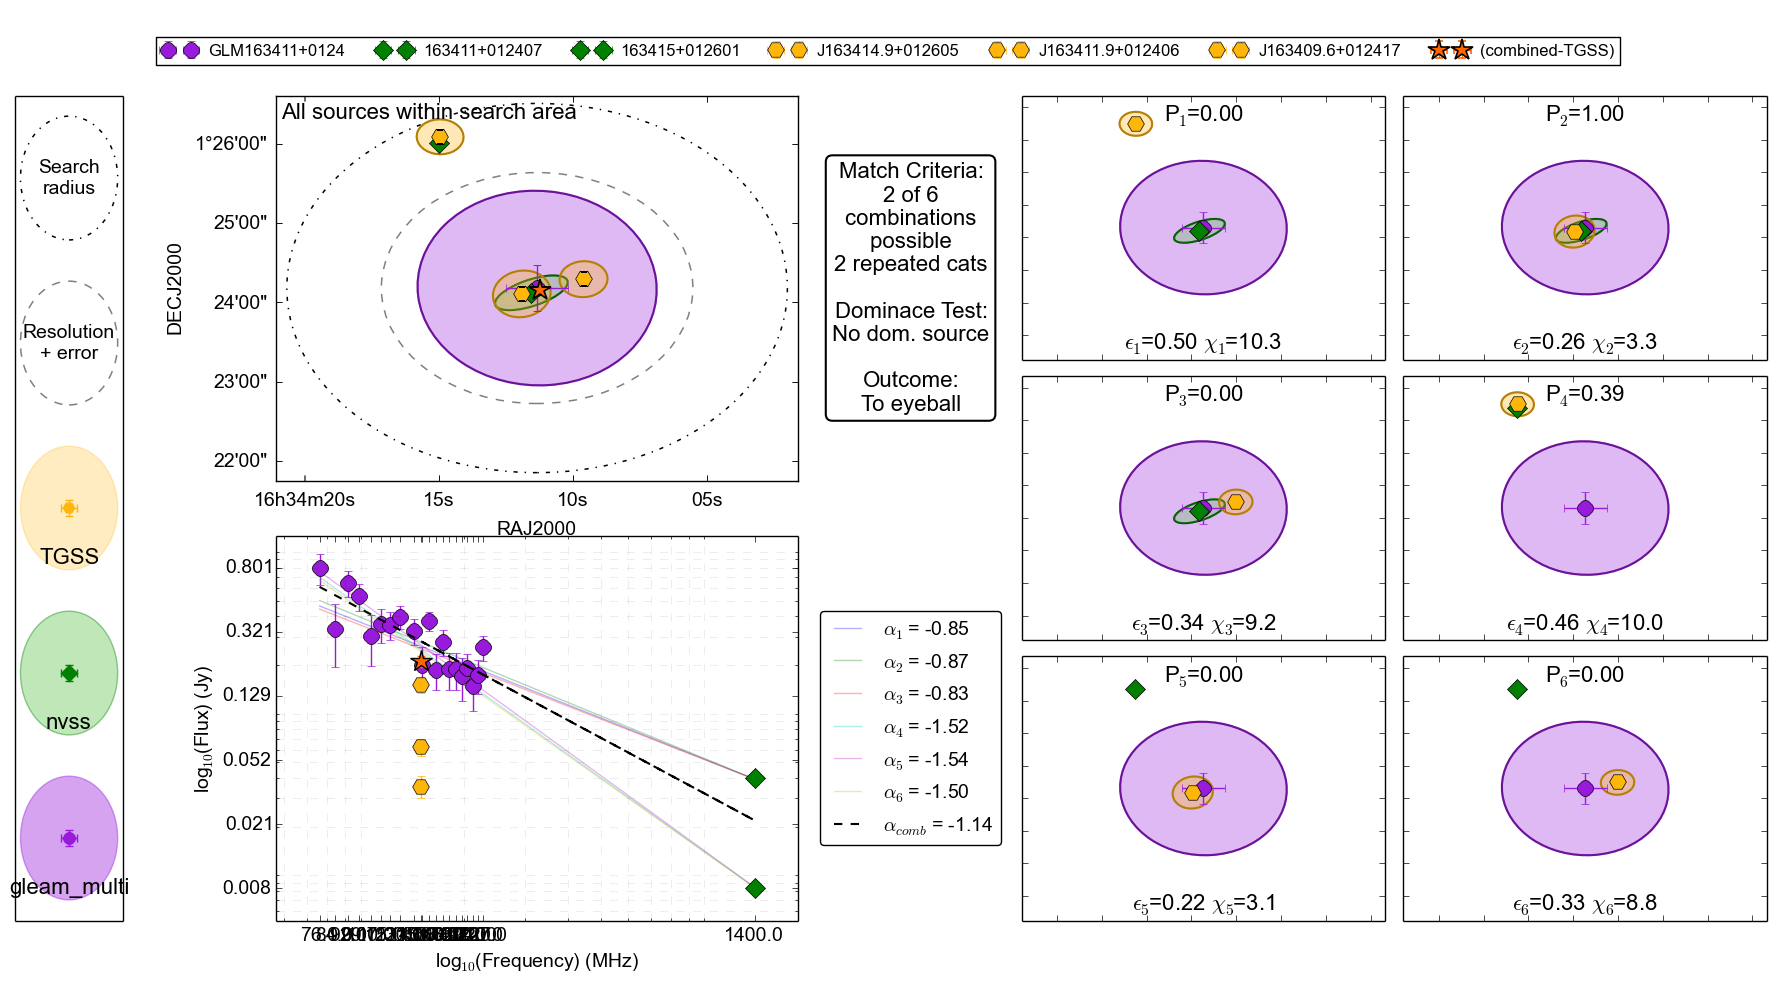 GLM163411+0124 163411+012407 163415+012601 J163414.9+012605 J163411.9+012406 J163409.6+012417 (combined-TGSS)
Search
radius
Resolution
+ error
TGSS
nvss
gleam_multi
All sources within search area
1°26'00"
25'00"
24'00"
23'00"
22'00"
DECJ2000
16h34m20s 15s 10s 05s
RAJ2000
0.801
0.321
0.129
0.052
0.021
0.008
log10(Flux) (Jy)
1400.0
log10(Frequency) (MHz)
Match Criteria:
2 of 6
combinations
possible
2 repeated cats
Dominace Test:
No dom. source
Outcome:
To eyeball
α1 = -0.85
α2 = -0.87
α3 = -0.83
α4 = -1.52
α5 = -1.54
α6 = -1.50
αcomb = -1.14
P1=0.00
ϵ1=0.50 χ1=10.3
P2=1.00
ϵ2=0.26 χ2=3.3
P3=0.00
ϵ3=0.34 χ3=9.2
P4=0.39
ϵ4=0.46 χ4=10.0
P5=0.00
ϵ5=0.22 χ5=3.1
P6=0.00
ϵ6=0.33 χ6=8.8